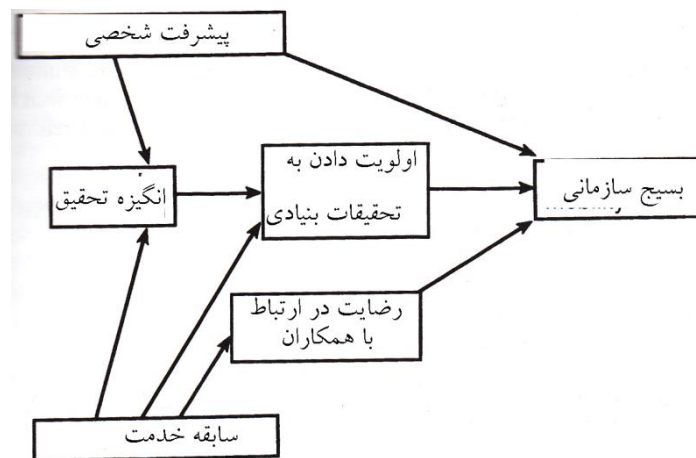 پیشرفت شخصی
اولویت دادن به
تحقیقات بنیادی
انگیزه تحقیق
بسیج سازمانی
رضایت در ارتباط
با همکاران
سابقه خدمت